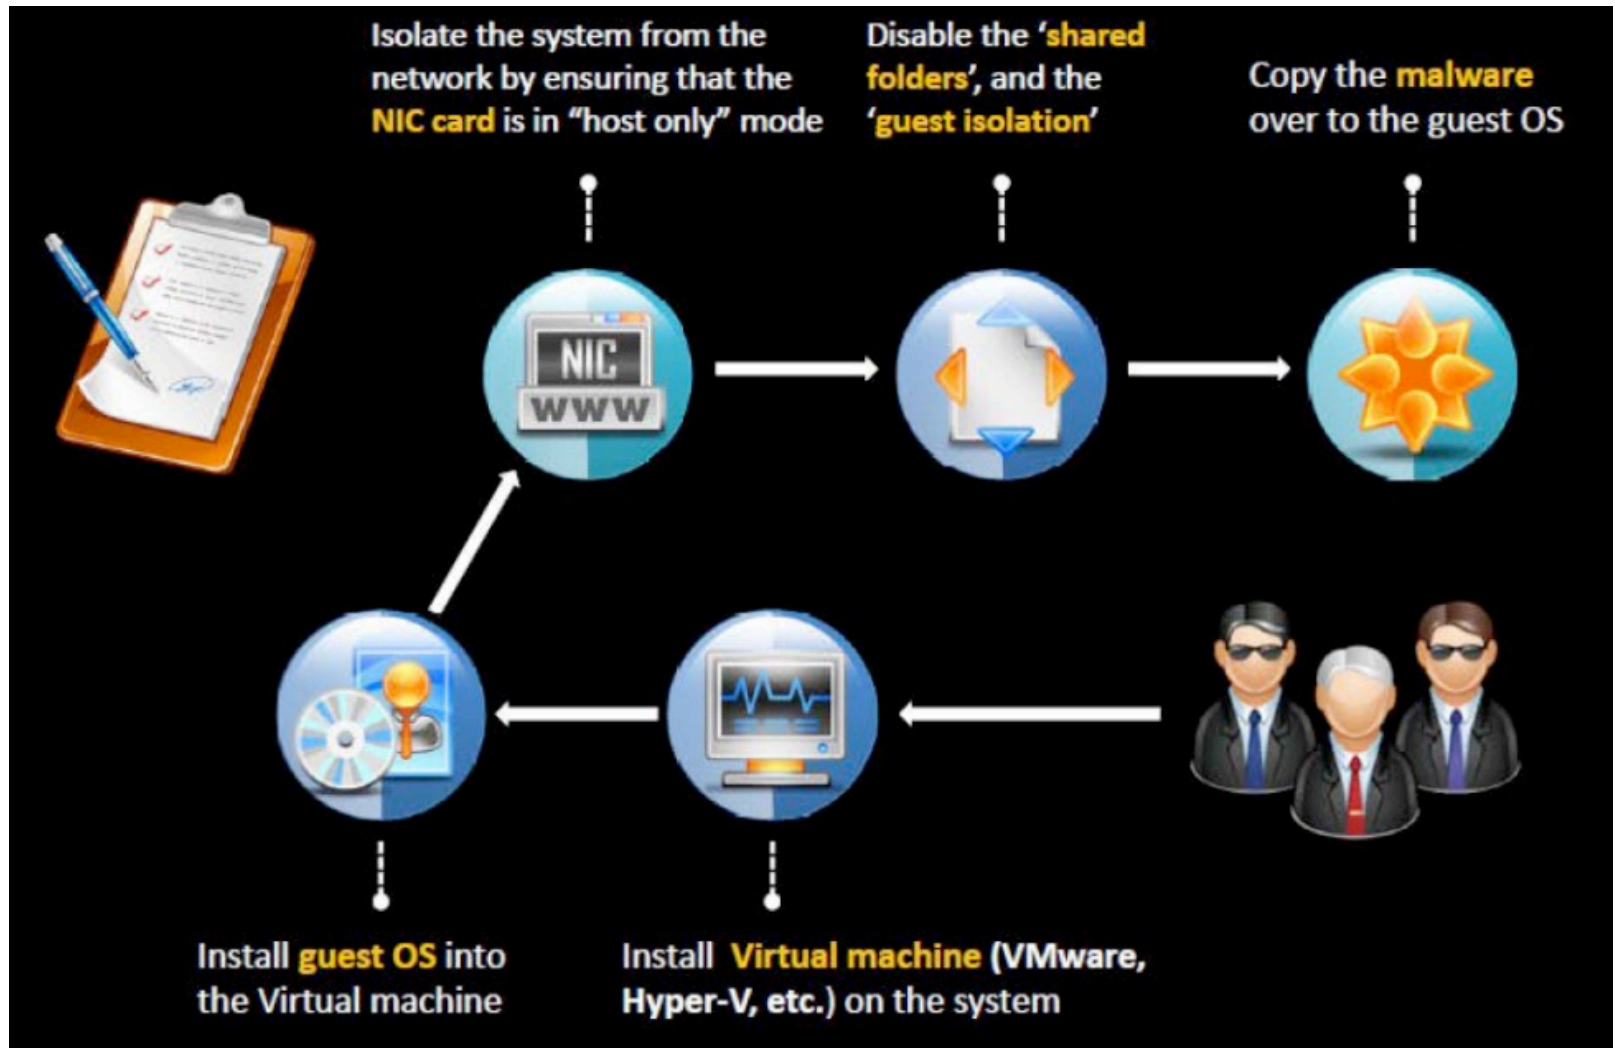 Isolate the system from the
network by ensuring that the
NIC card is in “host only” mode
Disable the ‘shared
folders’, and the
‘guest isolation’
Copy the malware
over to the guest OS
NIC
www
Install guest OS into
the Virtual machine
Install Virtual machine (VMware,
Hyper-V, etc.) on the system